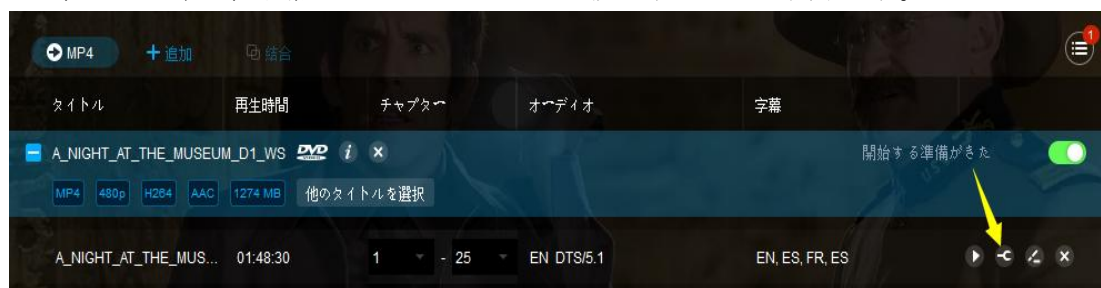 MP4 追加 結合 1
タイトル 再生時間 チャプター オーディオ 字幕
A_NIGHT_AT_THE_MUSEUM_D1_WS DVD i 開始する準備がきた
MP4 480p H264 AAC 1274 MB 他のタイトルを選択
A_NIGHT_AT_THE_MUS... 01:48:30 1 - 25 EN DTS/5.1 EN, ES, FR, ES